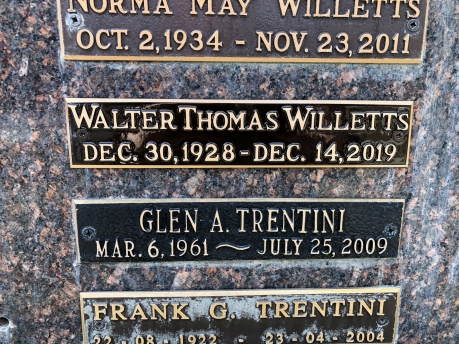 NORMA MAY WILLETTS
OCT. 2, 1934 - NOV. 23, 2011
WALTER THOMAS WILLETTS
DEC. 30, 1928 - DEC. 14, 2019
GLEN A. TRENTINI
MAR. 6, 1961 ~ JULY 25, 2009
FRANK G. TRENTINI
22 - 08 - 1922 - 23 - 04 - 2004